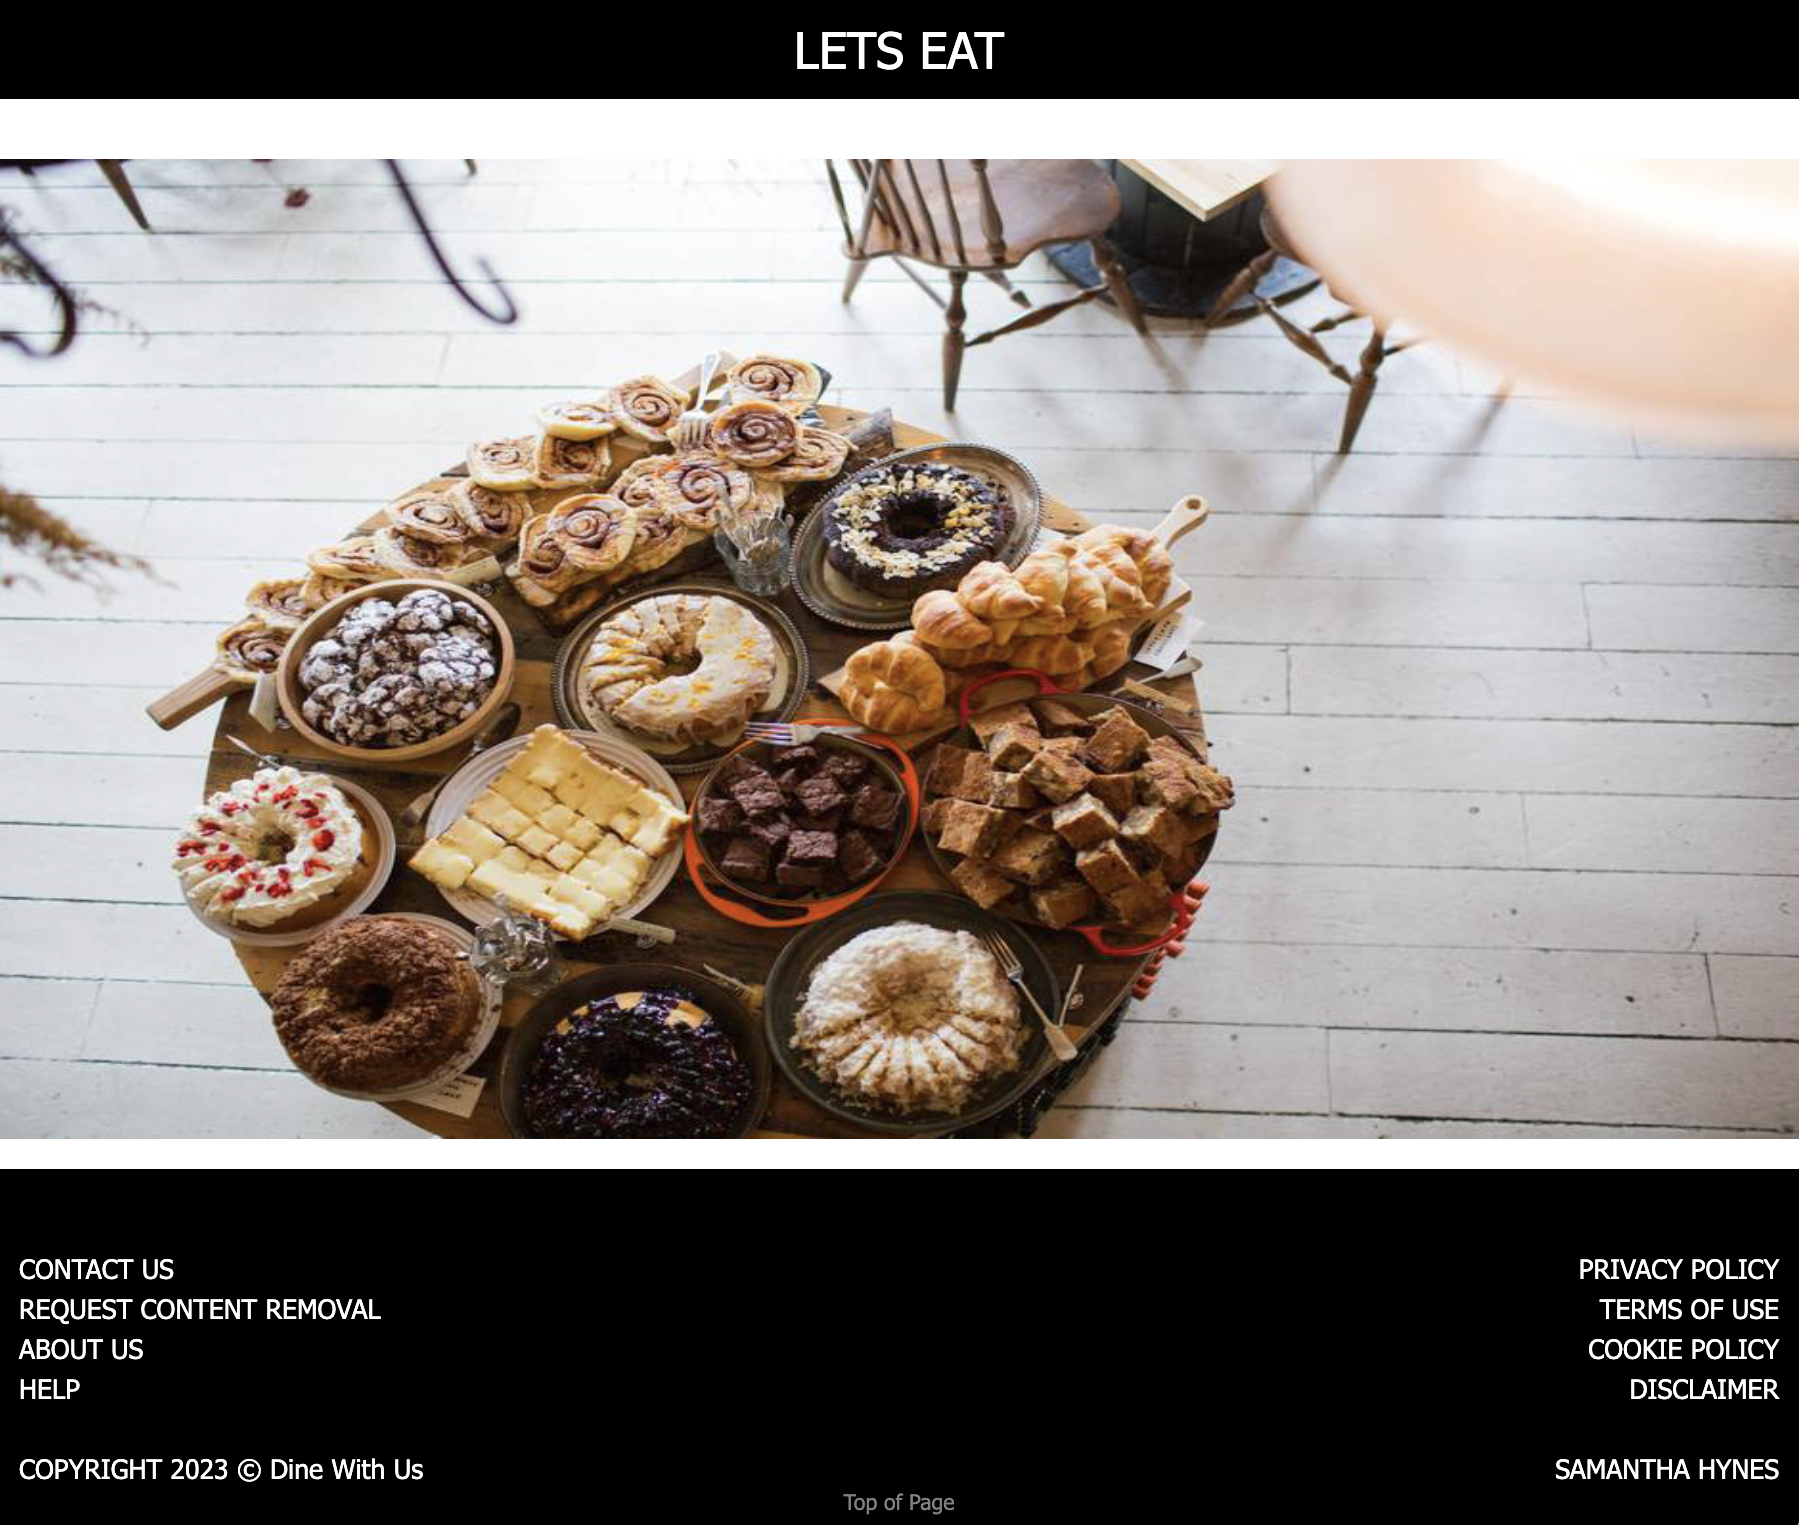 LETS EAT
CONTACT US
REQUEST CONTENT REMOVAL
ABOUT US
HELP
COPYRIGHT 2023 © Dine With Us
PRIVACY POLICY
TERMS OF USE
COOKIE POLICY
DISCLAIMER
SAMANTHA HYNES
Top of Page